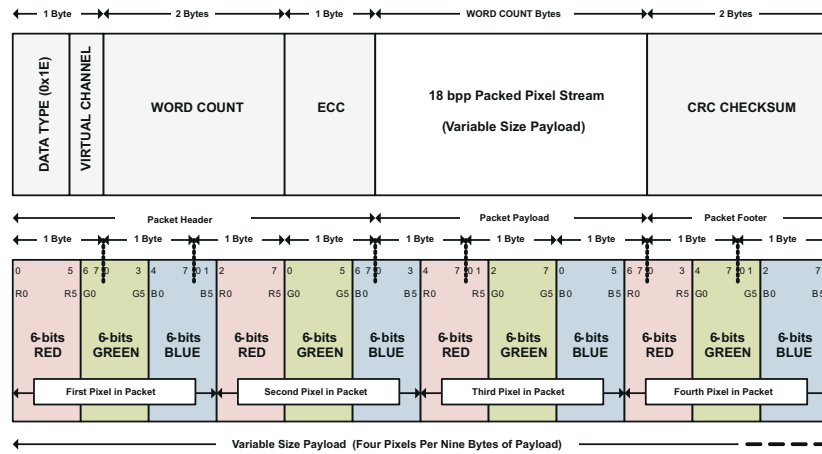 1 Byte 2 Bytes 1 Byte WORD COUNT Bytes 2 Bytes
DATA TYPE (0x1E)
VIRTUAL CHANNEL
WORD COUNT
ECC
18 bpp Packed Pixel Stream
(Variable Size Payload)
CRC CHECKSUM
Packet Header Packet Payload Packet Footer
1 Byte 1 Byte 1 Byte 1 Byte 1 Byte 1 Byte 1 Byte 1 Byte 1 Byte
0 5 6 7 0 3 4 7 0 1 2 7 0 5 6 7 0 3 4 7 0 1 2 7 0 5 6 7 0 3 4 7 0 1 2 7
R0 R5 G0 G5 B0 B5 R0 R5 G0 G5 B0 B5 R0 R5 G0 G5 B0 B5 R0 R5 G0 G5 B0 B5
6-bits 6-bits 6-bits 6-bits 6-bits 6-bits 6-bits 6-bits 6-bits 6-bits 6-bits 6-bits
RED GREEN BLUE RED GREEN BLUE RED GREEN BLUE RED GREEN BLUE
First Pixel in Packet Second Pixel in Packet Third Pixel in Packet Fourth Pixel in Packet
Variable Size Payload (Four Pixels Per Nine Bytes of Payload)